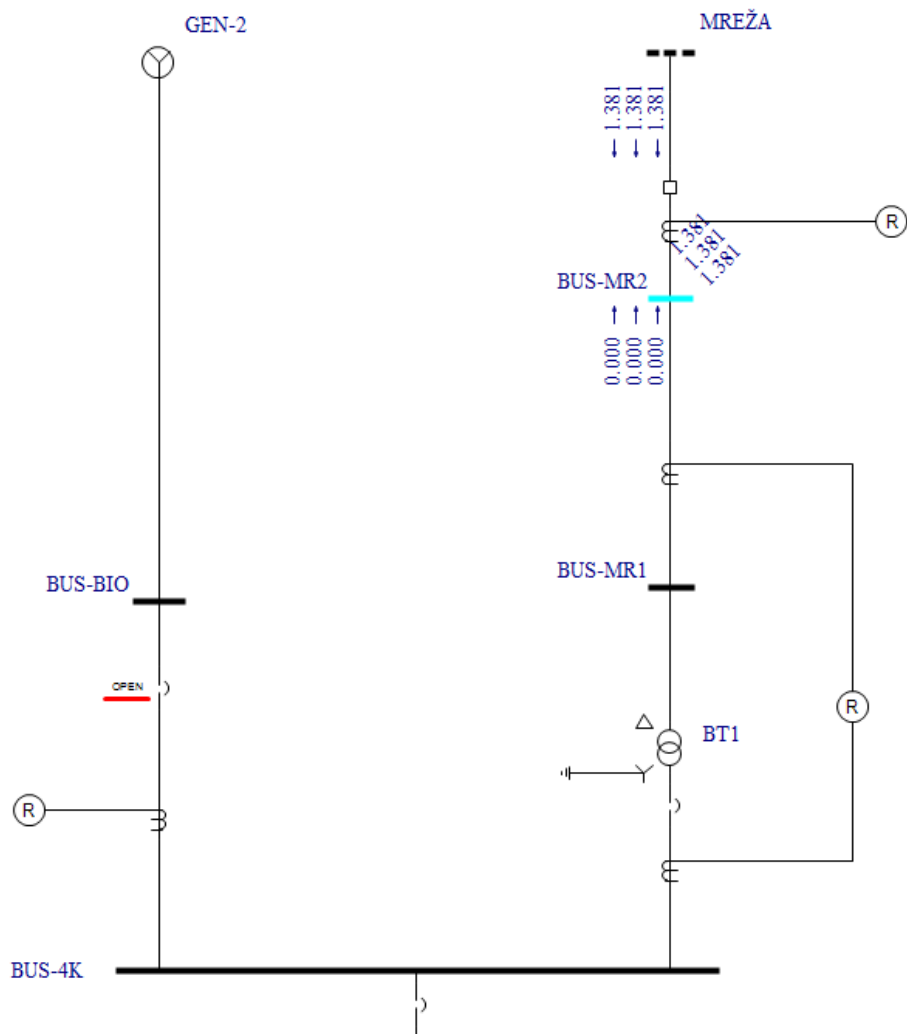 GEN-2
MREŽA
1.381
1.381
1.381
R
1.381
1.381
1.381
BUS-MR2
0.000
0.000
0.000
BUS-MR1
BUS-BIO
OPEN
R
BT1
R
BUS-4K